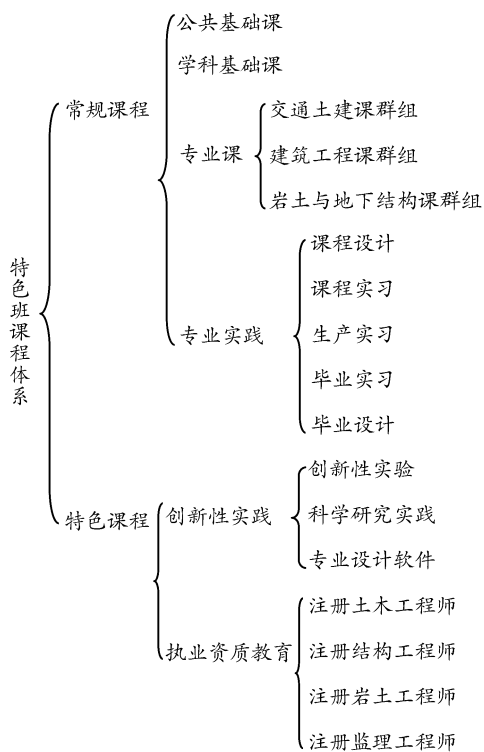 特色班课程体系
常规课程
公共基础课
学科基础课
专业课
交通土建课群组
建筑工程课群组
岩土与地下结构课群组
专业实践
课程设计
课程实习
生产实习
毕业实习
毕业设计
特色课程
创新性实践
创新性实验
科学研究实践
专业设计软件
执业资质教育
注册土木工程师
注册结构工程师
注册岩土工程师
注册监理工程师